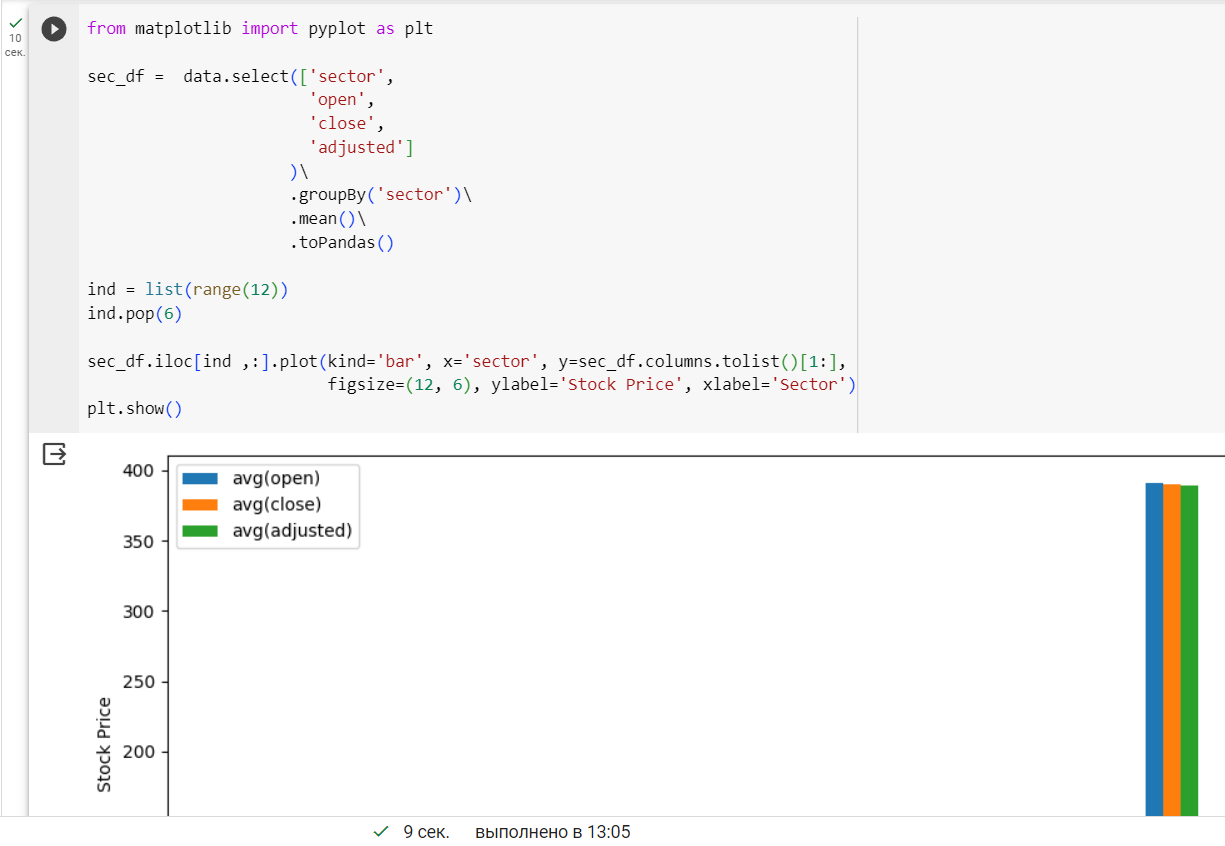 10
сек.
from matplotlib import pyplot as plt
sec_df =  data.select(['sector',
'open',
'close',
'adjusted']
)\
.groupBy('sector')\
.mean()\
.toPandas()
ind = list(range(12))
ind.pop(6)
sec_df.iloc[ind ,:].plot(kind='bar', x='sector', y=sec_df.columns.tolist()[1:],
figsize=(12, 6), ylabel='Stock Price', xlabel='Sector')
plt.show()
avg(open)
avg(close)
avg(adjusted)
400
350
300
250
200
Stock Price
9 сек. выполнено в 13:05